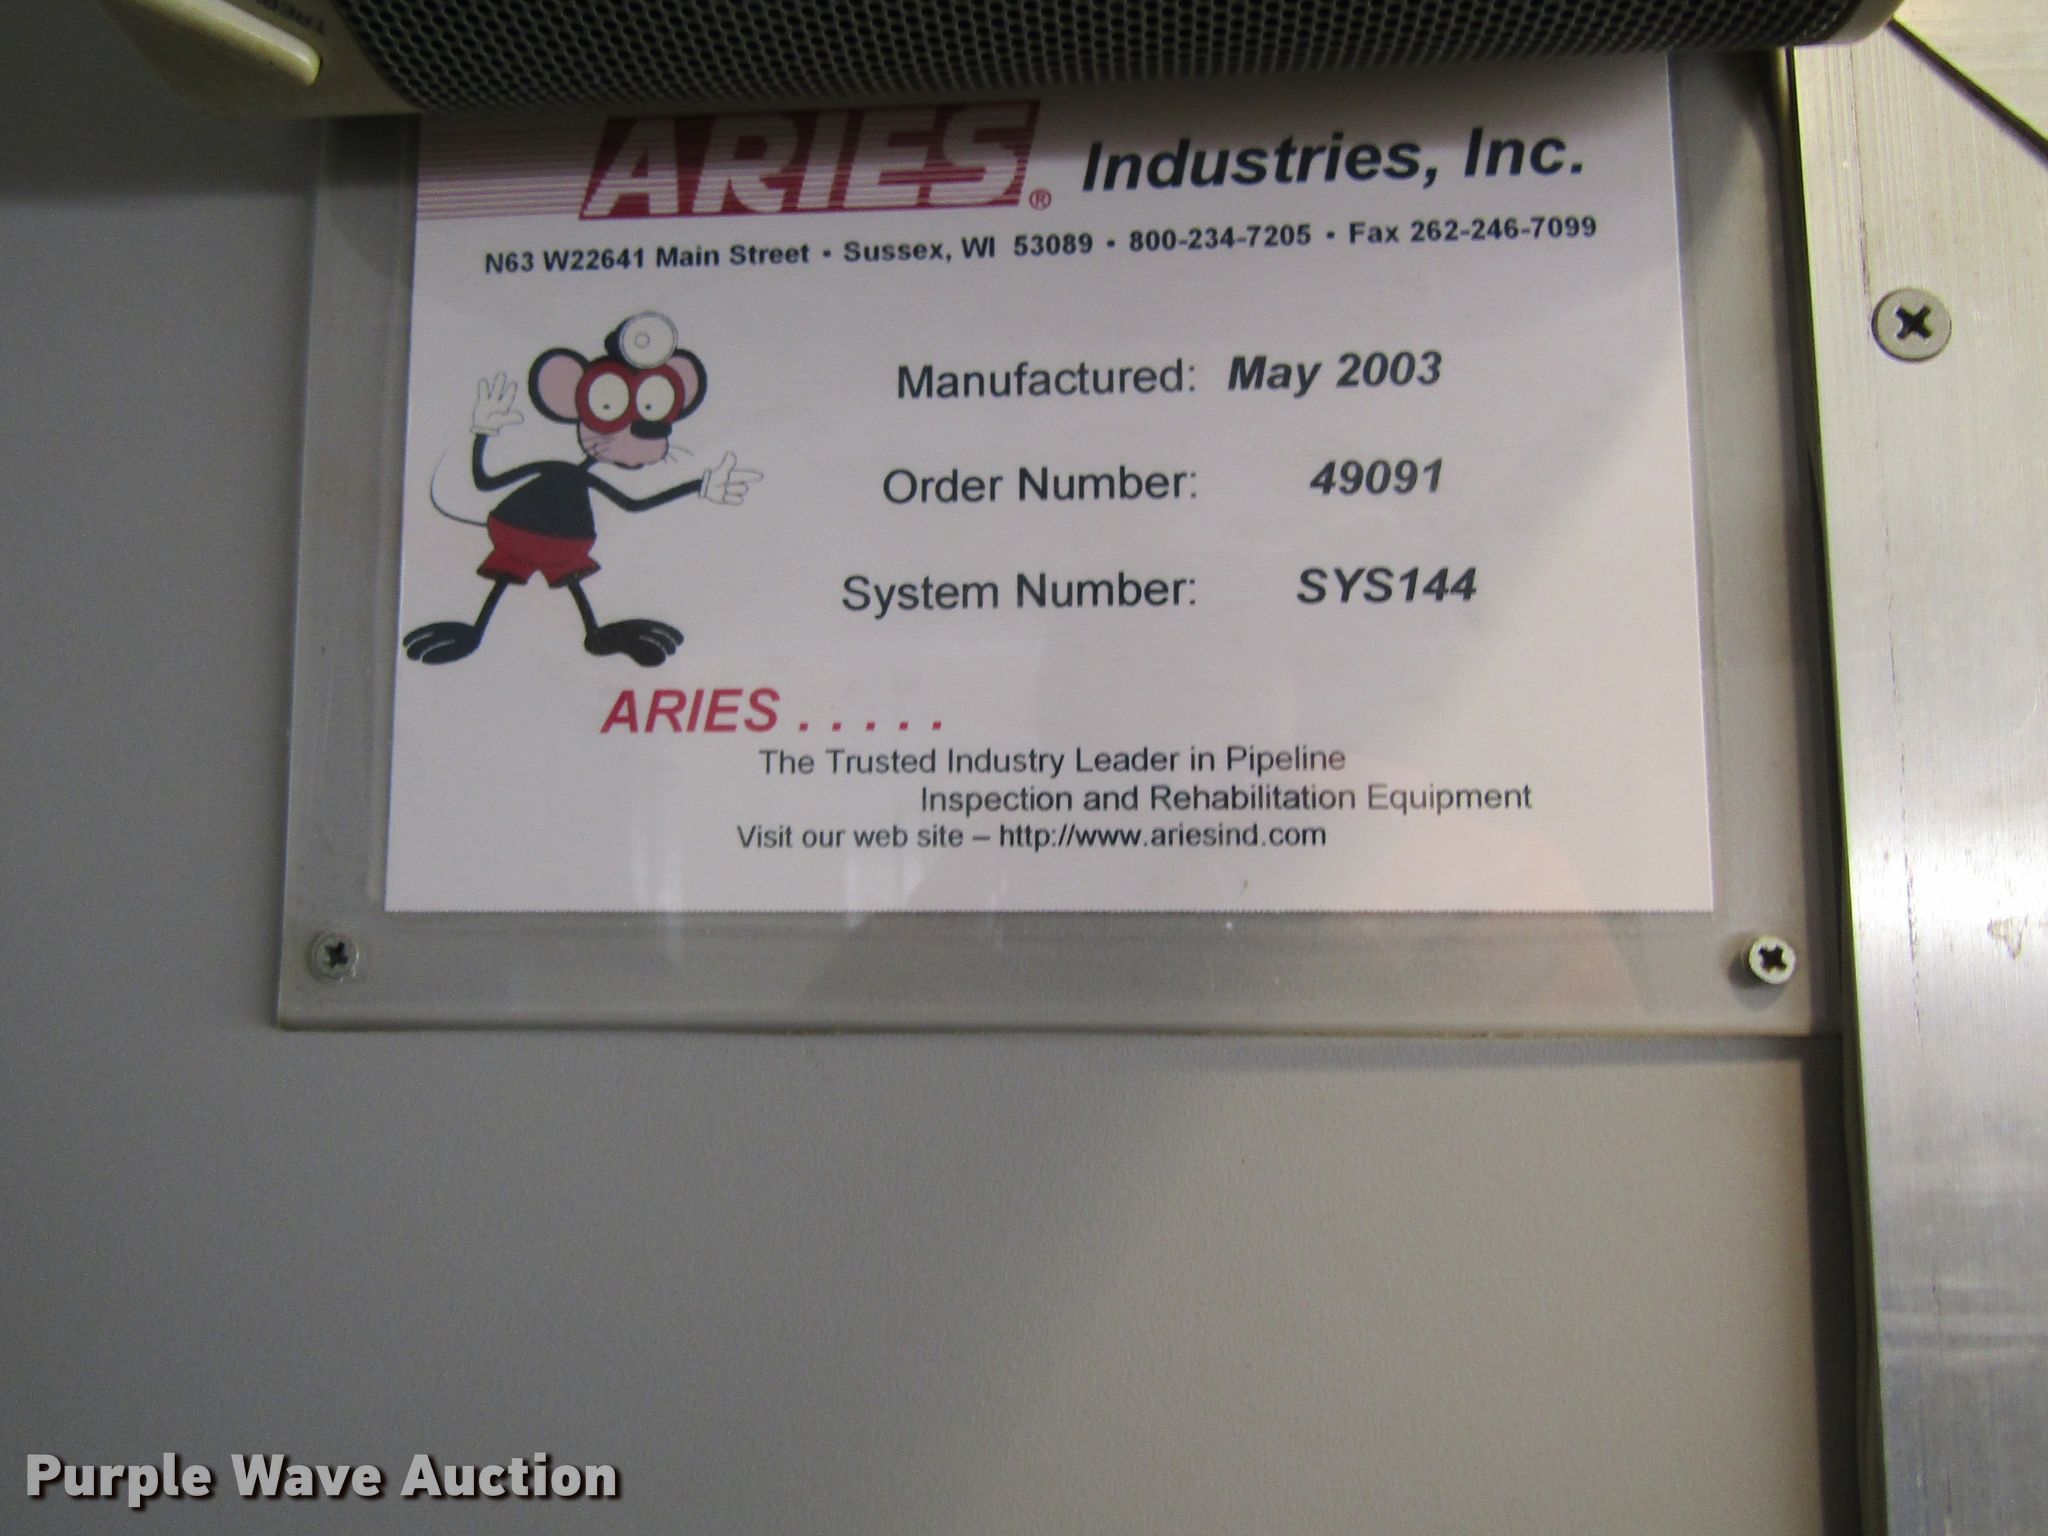 ARIES® Industries, Inc.
N63 W22641 Main Street • Sussex, WI 53089 • 800-234-7205 • Fax 262-246-7099
Manufactured: May 2003
Order Number: 49091
System Number: SYS144
ARIES . . . . .
The Trusted Industry Leader in Pipeline
Inspection and Rehabilitation Equipment
Visit our web site – http://www.ariesind.com
Purple Wave Auction